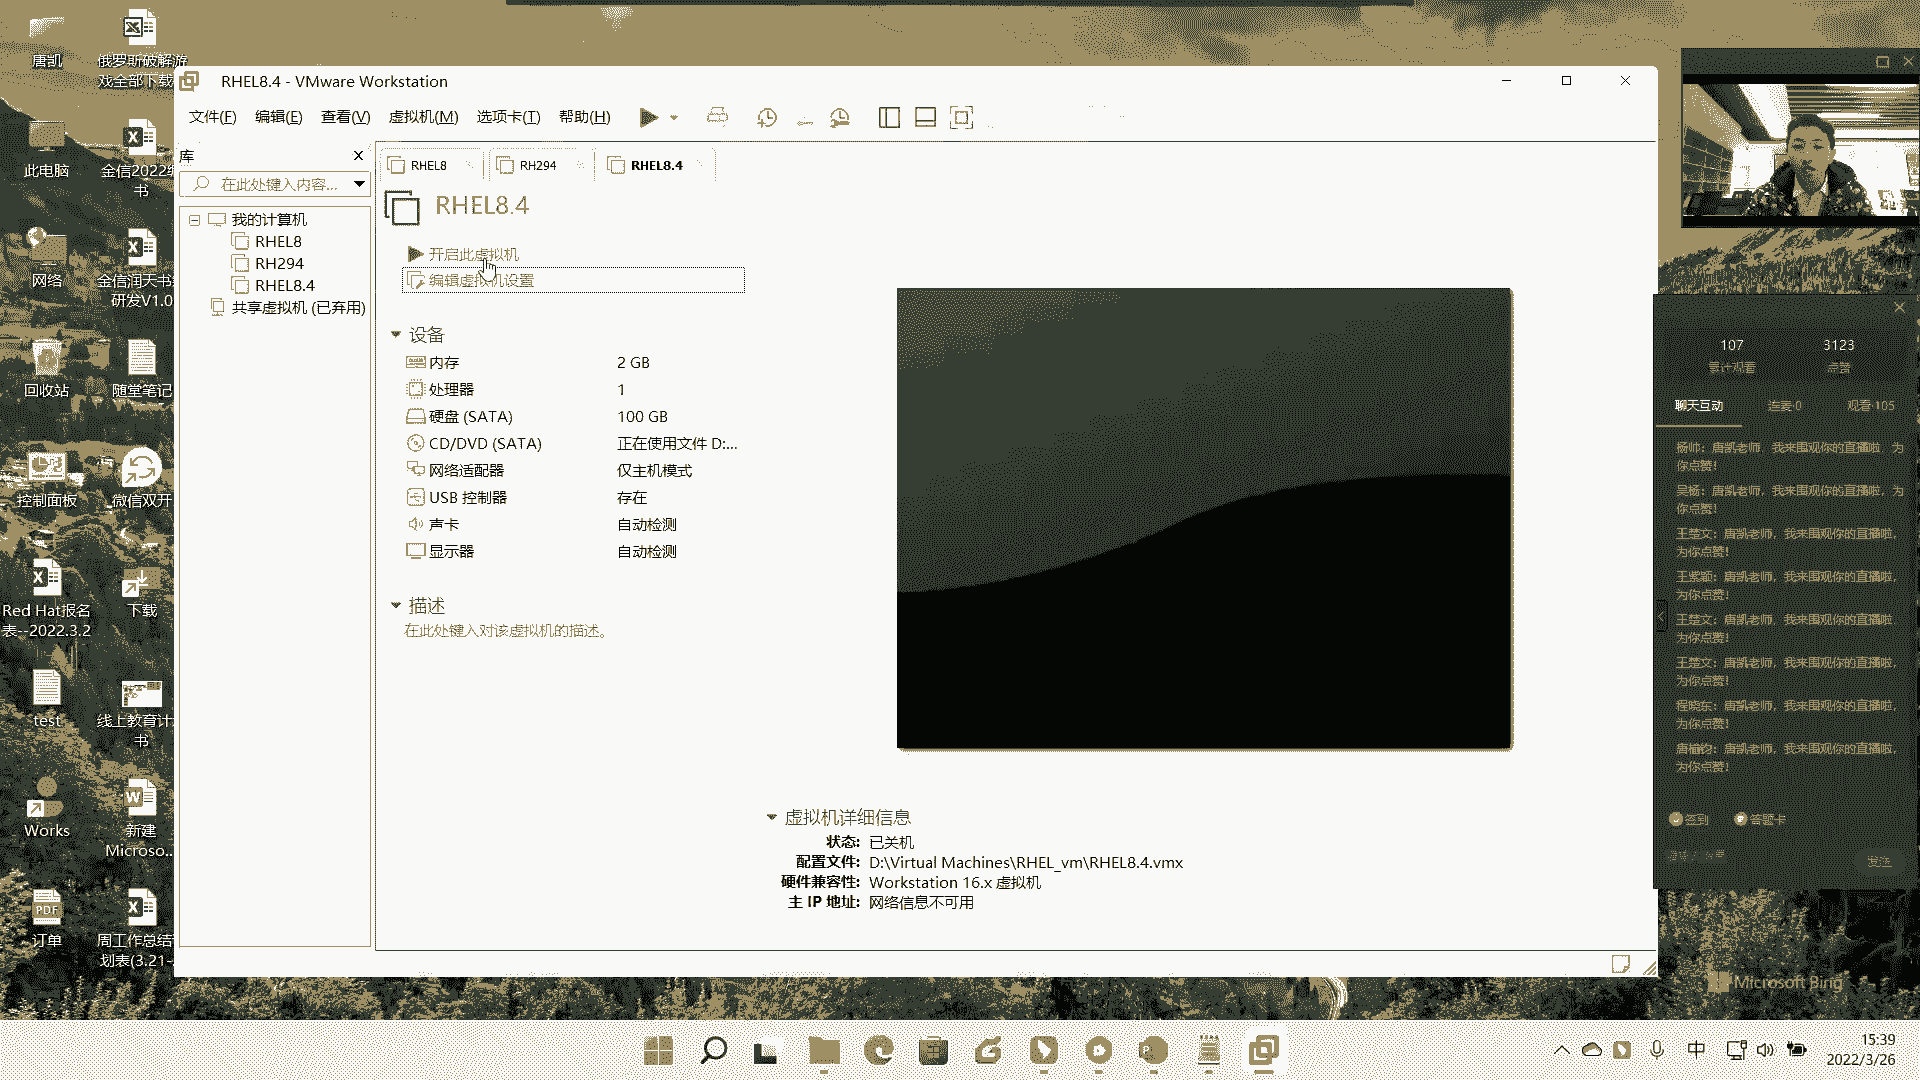 唐凯
俄罗斯破解游
戏全部下载
此电脑
金信2022年
书
网络
金信润天书
研发V1.0
回收站
随堂笔记
控制面板
微信双开
Red Hat报名
表--2022.3.2
下载
test
线上教育计
书
Works
新建
Microso...
订单
周工作总结
划表(3.21-
RHEL8.4 - VMware Workstation
文件(F) 编辑(E) 查看(V) 虚拟机(M) 选项卡(T) 帮助(H)
库
在此处键入内容...
我的计算机
RHEL8
RH294
RHEL8.4
共享虚拟机 (已弃用)
RHEL8 RH294 RHEL8.4
RHEL8.4
开启此虚拟机
编辑虚拟机设置
设备
内存 2 GB
处理器 1
硬盘 (SATA) 100 GB
CD/DVD (SATA) 正在使用文件 D:...
网络适配器 仅主机模式
USB 控制器 存在
声卡 自动检测
显示器 自动检测
描述
在此处键入对该虚拟机的描述。
虚拟机详细信息
状态: 已关机
配置文件: D:\Virtual Machines\RHEL_vm\RHEL8.4.vmx
硬件兼容性: Workstation 16.x 虚拟机
主 IP 地址: 网络信息不可用
107 3123
累计观看 点赞
聊天互动 连麦·0 观看·105
杨帅：唐凯老师，我来围观你的直播啦，为
你点赞！
吴杨：唐凯老师，我来围观你的直播啦，为
你点赞！
王楚文：唐凯老师，我来围观你的直播啦，
为你点赞！
王紫颖：唐凯老师，我来围观你的直播啦，
为你点赞！
王楚文：唐凯老师，我来围观你的直播啦，
为你点赞！
王楚文：唐凯老师，我来围观你的直播啦，
为你点赞！
程晓东：唐凯老师，我来围观你的直播啦，
为你点赞！
唐榆钧：唐凯老师，我来围观你的直播啦，
为你点赞！
签到 答题卡
发送
Microsoft Bing
中
15:39
2022/3/26